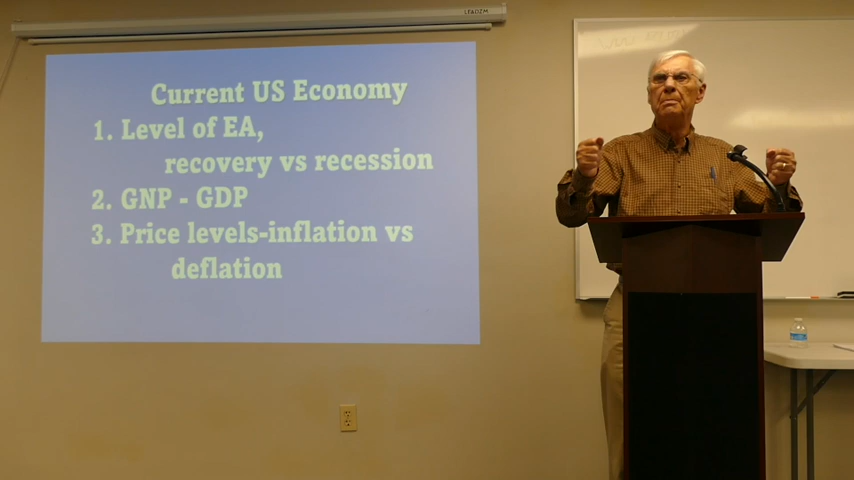 Current US Economy
1. Level of EA,
recovery vs recession
2. GNP - GDP
3. Price levels-inflation vs
deflation